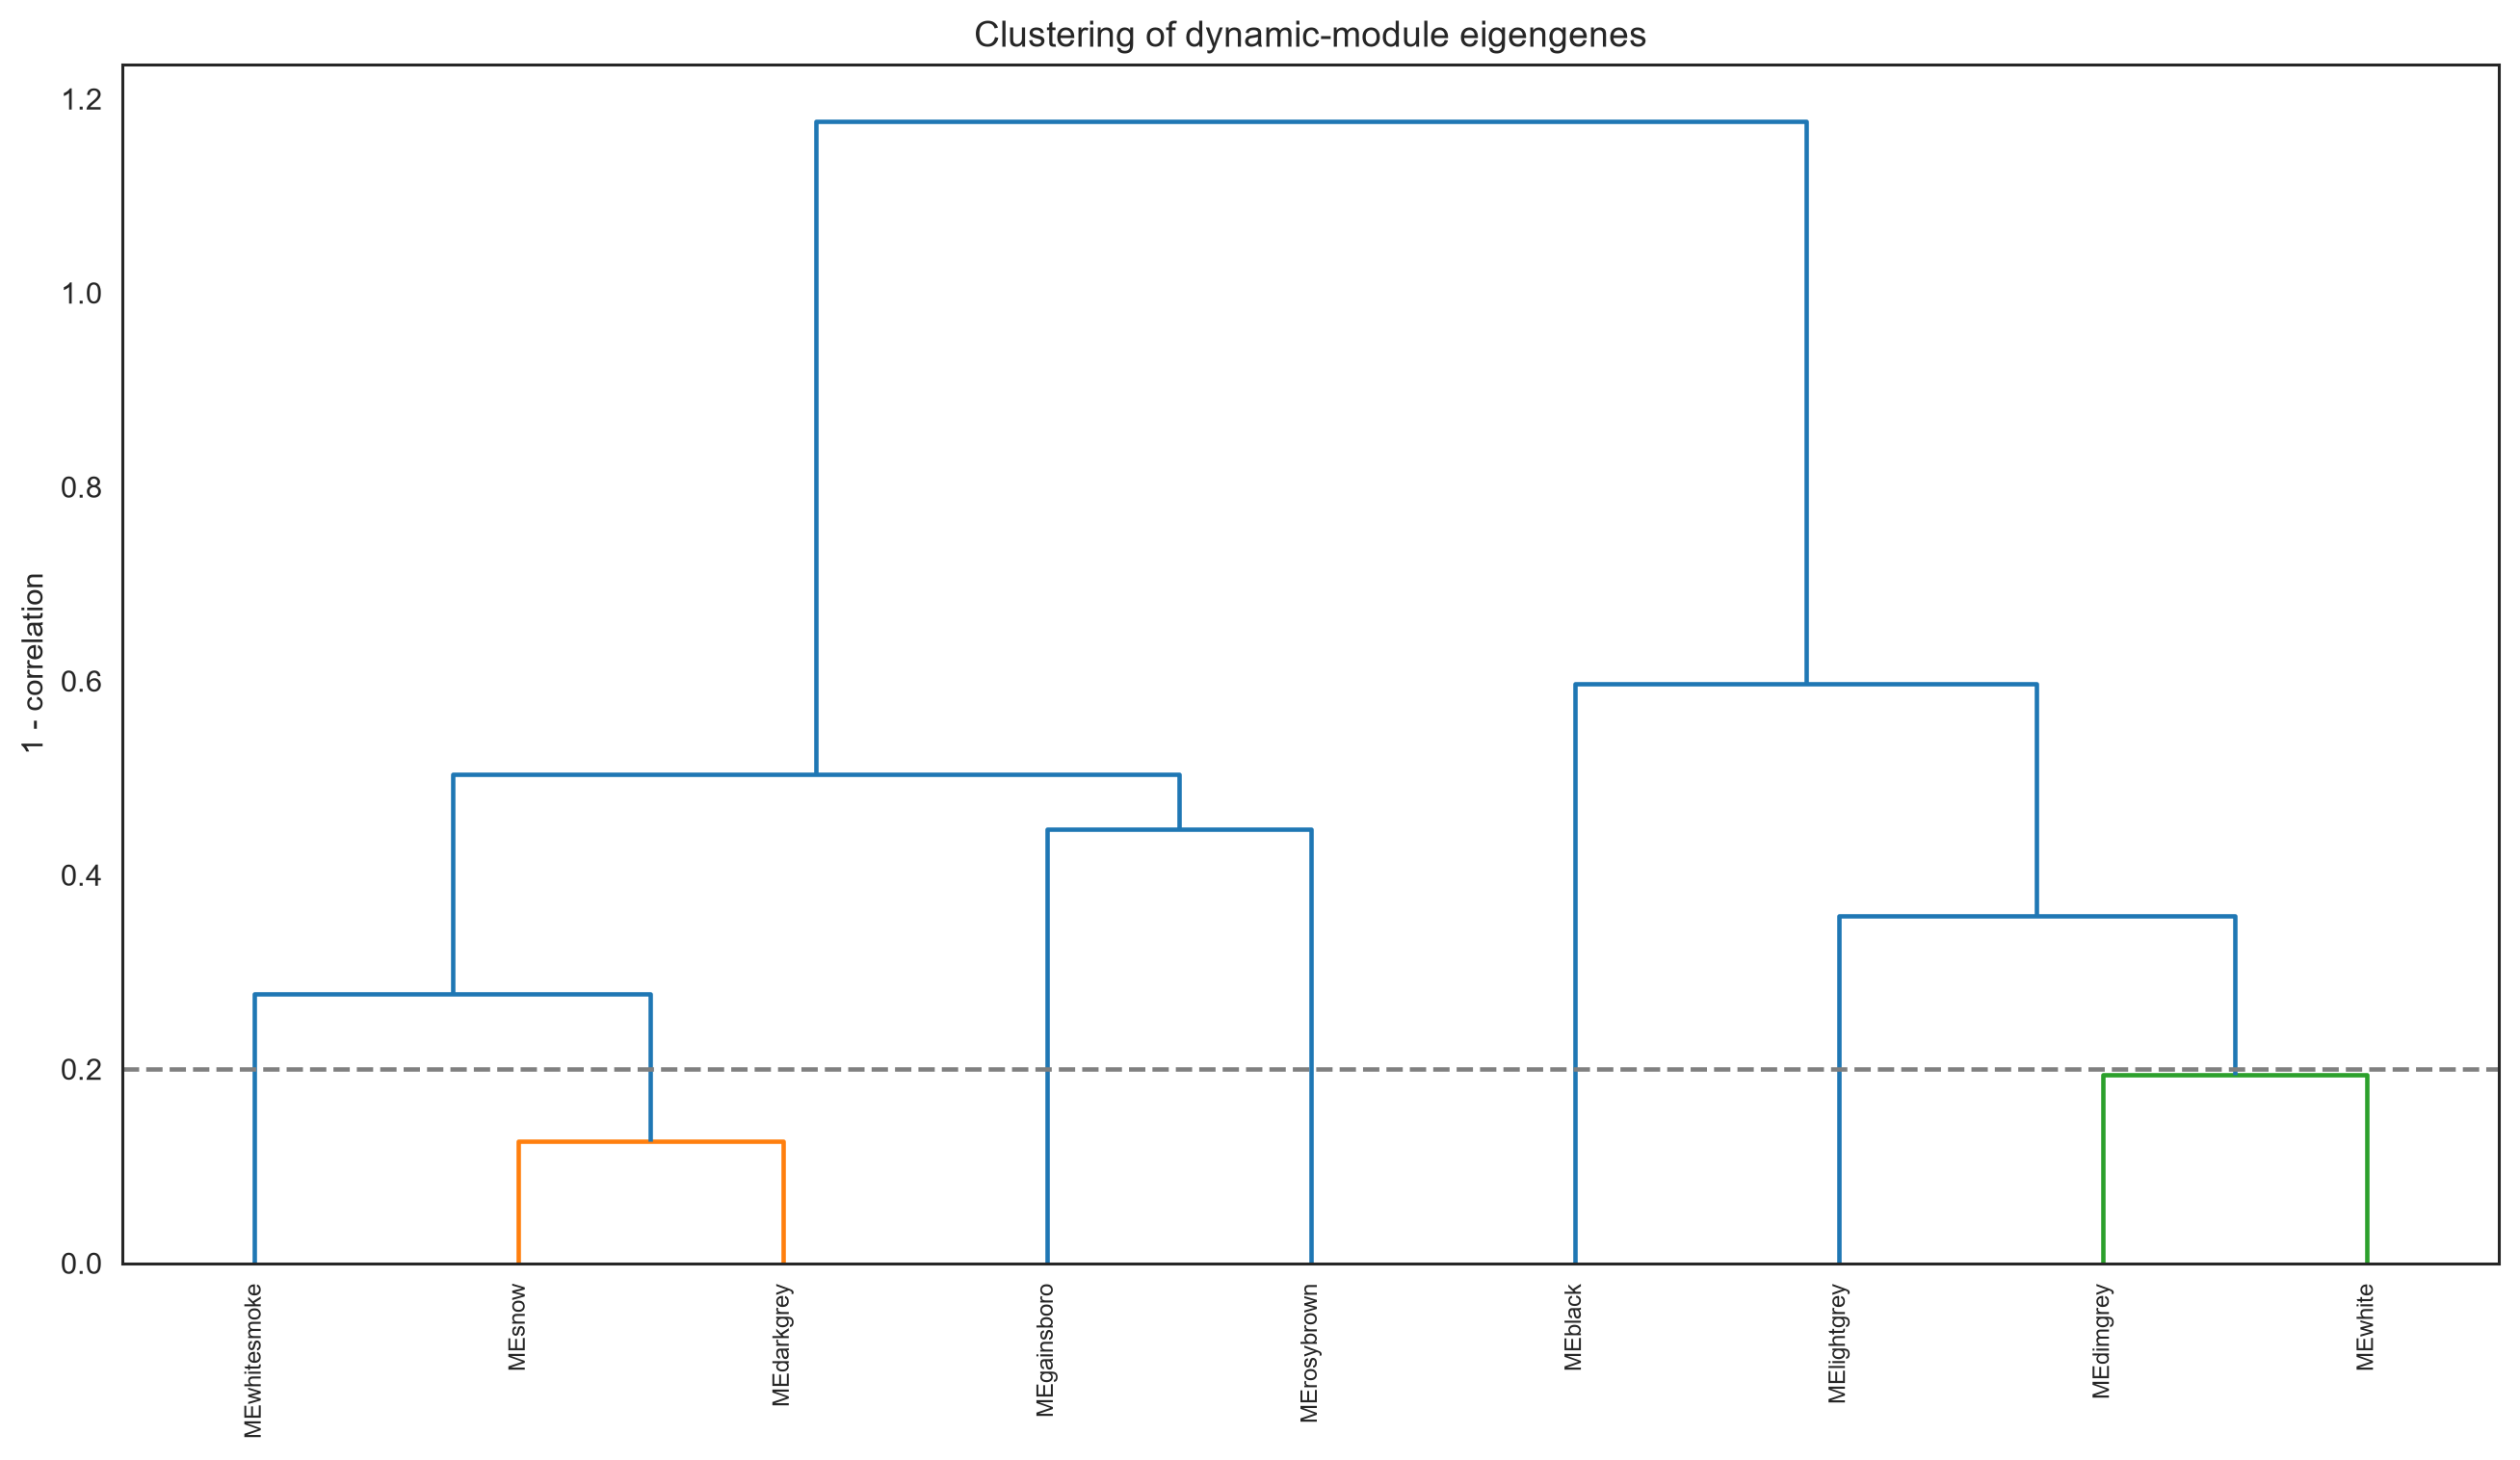 Clustering of dynamic-module eigengenes
1.2
1.0
0.8
0.6
0.4
0.2
0.0
1 - correlation
MEwhitesmoke
MEsnow
MEdarkgrey
MEgainsboro
MErosybrown
MEblack
MElightgrey
MEdimgrey
MEwhite